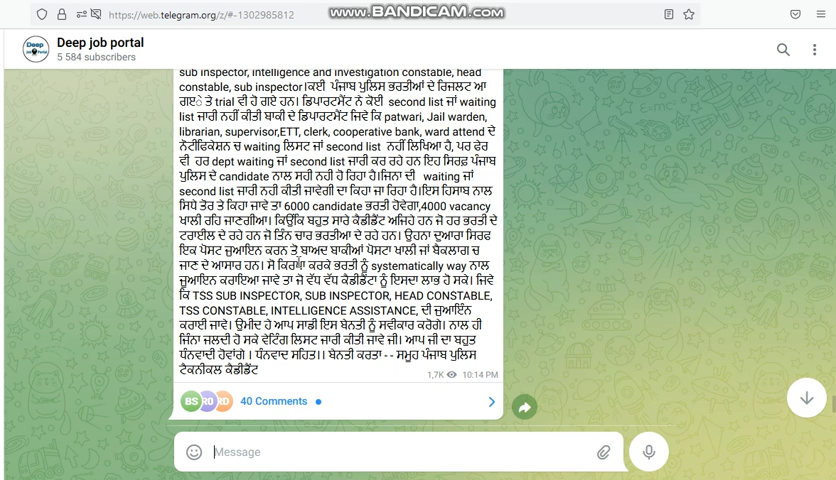 https://web.telegram.org/z/#-1302985812
www.BANDICAM.com
Deep job portal
5 584 subscribers
sub inspector, intelligence and investigation constable, head
constable, sub inspector।ਕਈ ਪੰਜਾਬ ਪੁਲਿਸ ਭਰਤੀਆਂ ਦੇ ਰਿਜਲਟ ਆ
ਗਏੇ ਤੇ trial ਵੀ ਹੋ ਗਏ ਹਨ। ਡਿਪਾਰਟਮੈਂਟ ਨੇ ਕੋਈ second list ਜਾਂ waiting
list ਜਾਰੀ ਨਹੀਂ ਕੀਤੀ ਬਾਕੀ ਦੇ ਡਿਪਾਰਟਮੈਂਟ ਜਿਵੇ ਕਿ patwari, Jail warden,
librarian, supervisor,ETT, clerk, cooperative bank, ward attend ਦੇ
ਨੋਟੀਫਿਕੇਸ਼ਨ ਚ waiting ਲਿਸਟ ਜਾਂ second list ਨਹੀਂ ਲਿਖਿਆ ਹੈ, ਪਰ ਫੇਰ
ਵੀ ਹਰ dept waiting ਜਾਂ second list ਜਾਰੀ ਕਰ ਰਹੇ ਹਨ ਇਹ ਸਿਰਫ਼ ਪੰਜਾਬ
ਪੁਲਿਸ ਦੇ candidate ਨਾਲ ਸਹੀ ਨਹੀ ਹੋ ਰਿਹਾ ਹੈ।ਜਿਨਾ ਦੀ waiting ਜਾਂ
second list ਜਾਰੀ ਨਹੀ ਕੀਤੀ ਜਾਵੇਗੀ ਦਾ ਕਿਹਾ ਜਾ ਰਿਹਾ ਹੈ।ਇਸ ਹਿਸਾਬ ਨਾਲ
ਸਿਧੇ ਤੋਰ ਤੇ ਕਿਹਾ ਜਾਵੇ ਤਾ 6000 candidate ਭਰਤੀ ਹੋਵੇਗਾ,4000 vacancy
ਖਾਲੀ ਰਹਿ ਜਾਣਗੀਆ। ਕਿਉਂਕਿ ਬਹੁਤ ਸਾਰੇ ਕੈਡੀਡੈਂਟ ਅਜਿਹੇ ਹਨ ਜੋ ਹਰ ਭਰਤੀ ਦੇ
ਟਰਾਈਲ ਦੇ ਰਹੇ ਹਨ ਜੋ ਤਿੰਨ ਚਾਰ ਭਰਤੀਆ ਦੇ ਰਹੇ ਹਨ। ਉਹਨਾ ਦੁਆਰਾ ਸਿਰਫ
ਇਕ ਪੋਸਟ ਜੁਆਇਨ ਕਰਨ ਤੋ ਬਾਅਦ ਬਾਕੀਆਂ ਪੋਸਟਾ ਖਾਲੀ ਜਾਂ ਬੈਕਲਾਗ ਚ
ਜਾਣ ਦੇ ਆਸਾਰ ਹਨ। ਸੋ ਕਿਰਪਾ ਕਰਕੇ ਭਰਤੀ ਨੂੰ systematically way ਨਾਲ
ਜੂਆਇਨ ਕਰਾਇਆ ਜਾਵੇ ਤਾ ਜੋ ਵੱਧ ਵੱਧ ਕੈਡੀਡੈਂਟਾ ਨੂੰ ਇਸਦਾ ਲਾਭ ਹੋ ਸਕੇ। ਜਿਵੇ
ਕਿ TSS SUB INSPECTOR, SUB INSPECTOR, HEAD CONSTABLE,
TSS CONSTABLE, INTELLIGENCE ASSISTANCE, ਦੀ ਜੁਆਇੰਨ
ਕਰਾਈ ਜਾਵੇ। ਉਮੀਦ ਹੇ ਆਪ ਸਾਡੀ ਇਸ ਬੇਨਤੀ ਨੂੰ ਸਵੀਕਾਰ ਕਰੋਗੇ। ਨਾਲ ਹੀ
ਜਿੰਨਾ ਜਲਦੀ ਹੋ ਸਕੇ ਵੇਟਿੰਗ ਲਿਸਟ ਜਾਰੀ ਕੀਤੀ ਜਾਵੇ ਜੀ। ਆਪ ਜੀ ਦਾ ਬਹੁਤ
ਧੰਨਵਾਦੀ ਹੋਵਾਂਗੇ । ਧੰਨਵਾਦ ਸਹਿਤ।। ਬੇਨਤੀ ਕਰਤਾ -- ਸਮੂਹ ਪੰਜਾਬ ਪੁਲਿਸ
ਟੈਕਨੀਕਲ ਕੈਡੀਡੈਂਟ
1,7K 10:14 PM
BS RO RD 40 Comments
Message